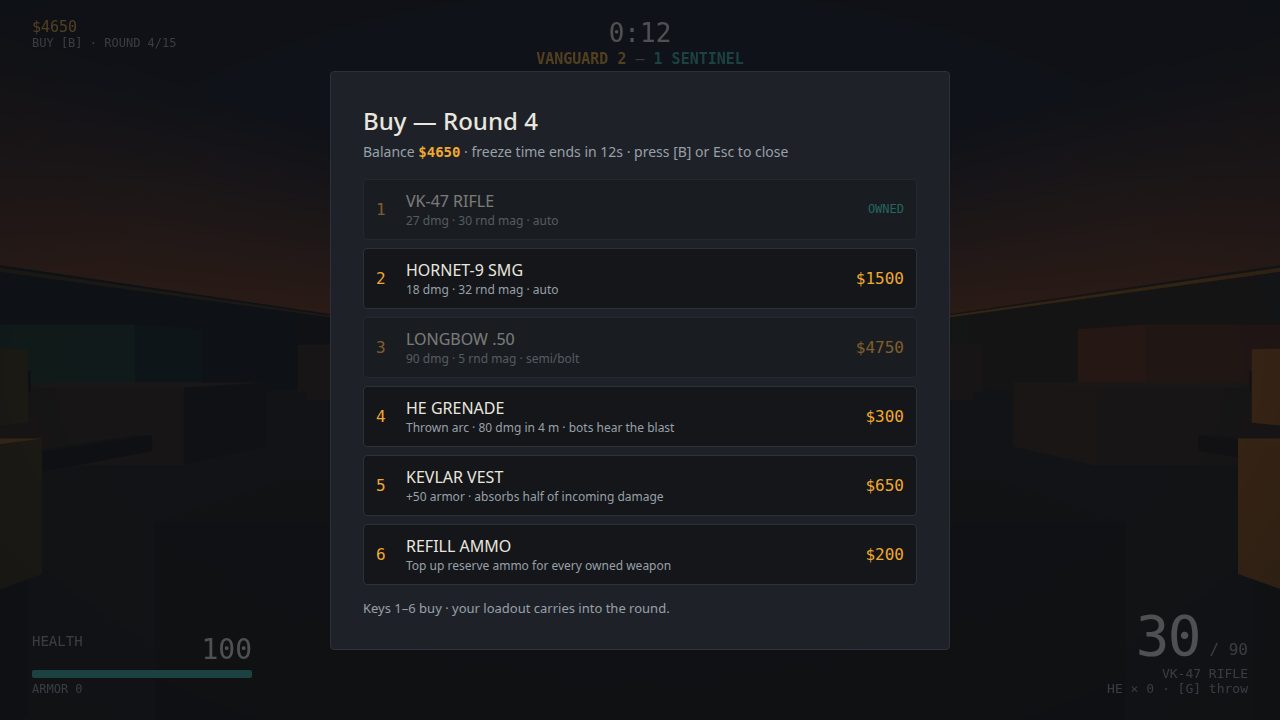 $4650
BUY [B] · ROUND 4/15
0:12
VANGUARD 2 — 1 SENTINEL
Buy — Round 4
Balance $4650 · freeze time ends in 12s · press [B] or Esc to close
1 VK-47 RIFLE OWNED
27 dmg · 30 rnd mag · auto
2 HORNET-9 SMG $1500
18 dmg · 32 rnd mag · auto
3 LONGBOW .50 $4750
90 dmg · 5 rnd mag · semi/bolt
4 HE GRENADE $300
Thrown arc · 80 dmg in 4 m · bots hear the blast
5 KEVLAR VEST $650
+50 armor · absorbs half of incoming damage
6 REFILL AMMO $200
Top up reserve ammo for every owned weapon
Keys 1–6 buy · your loadout carries into the round.
HEALTH 100
ARMOR 0
30 / 90
VK-47 RIFLE
HE × 0 · [G] throw